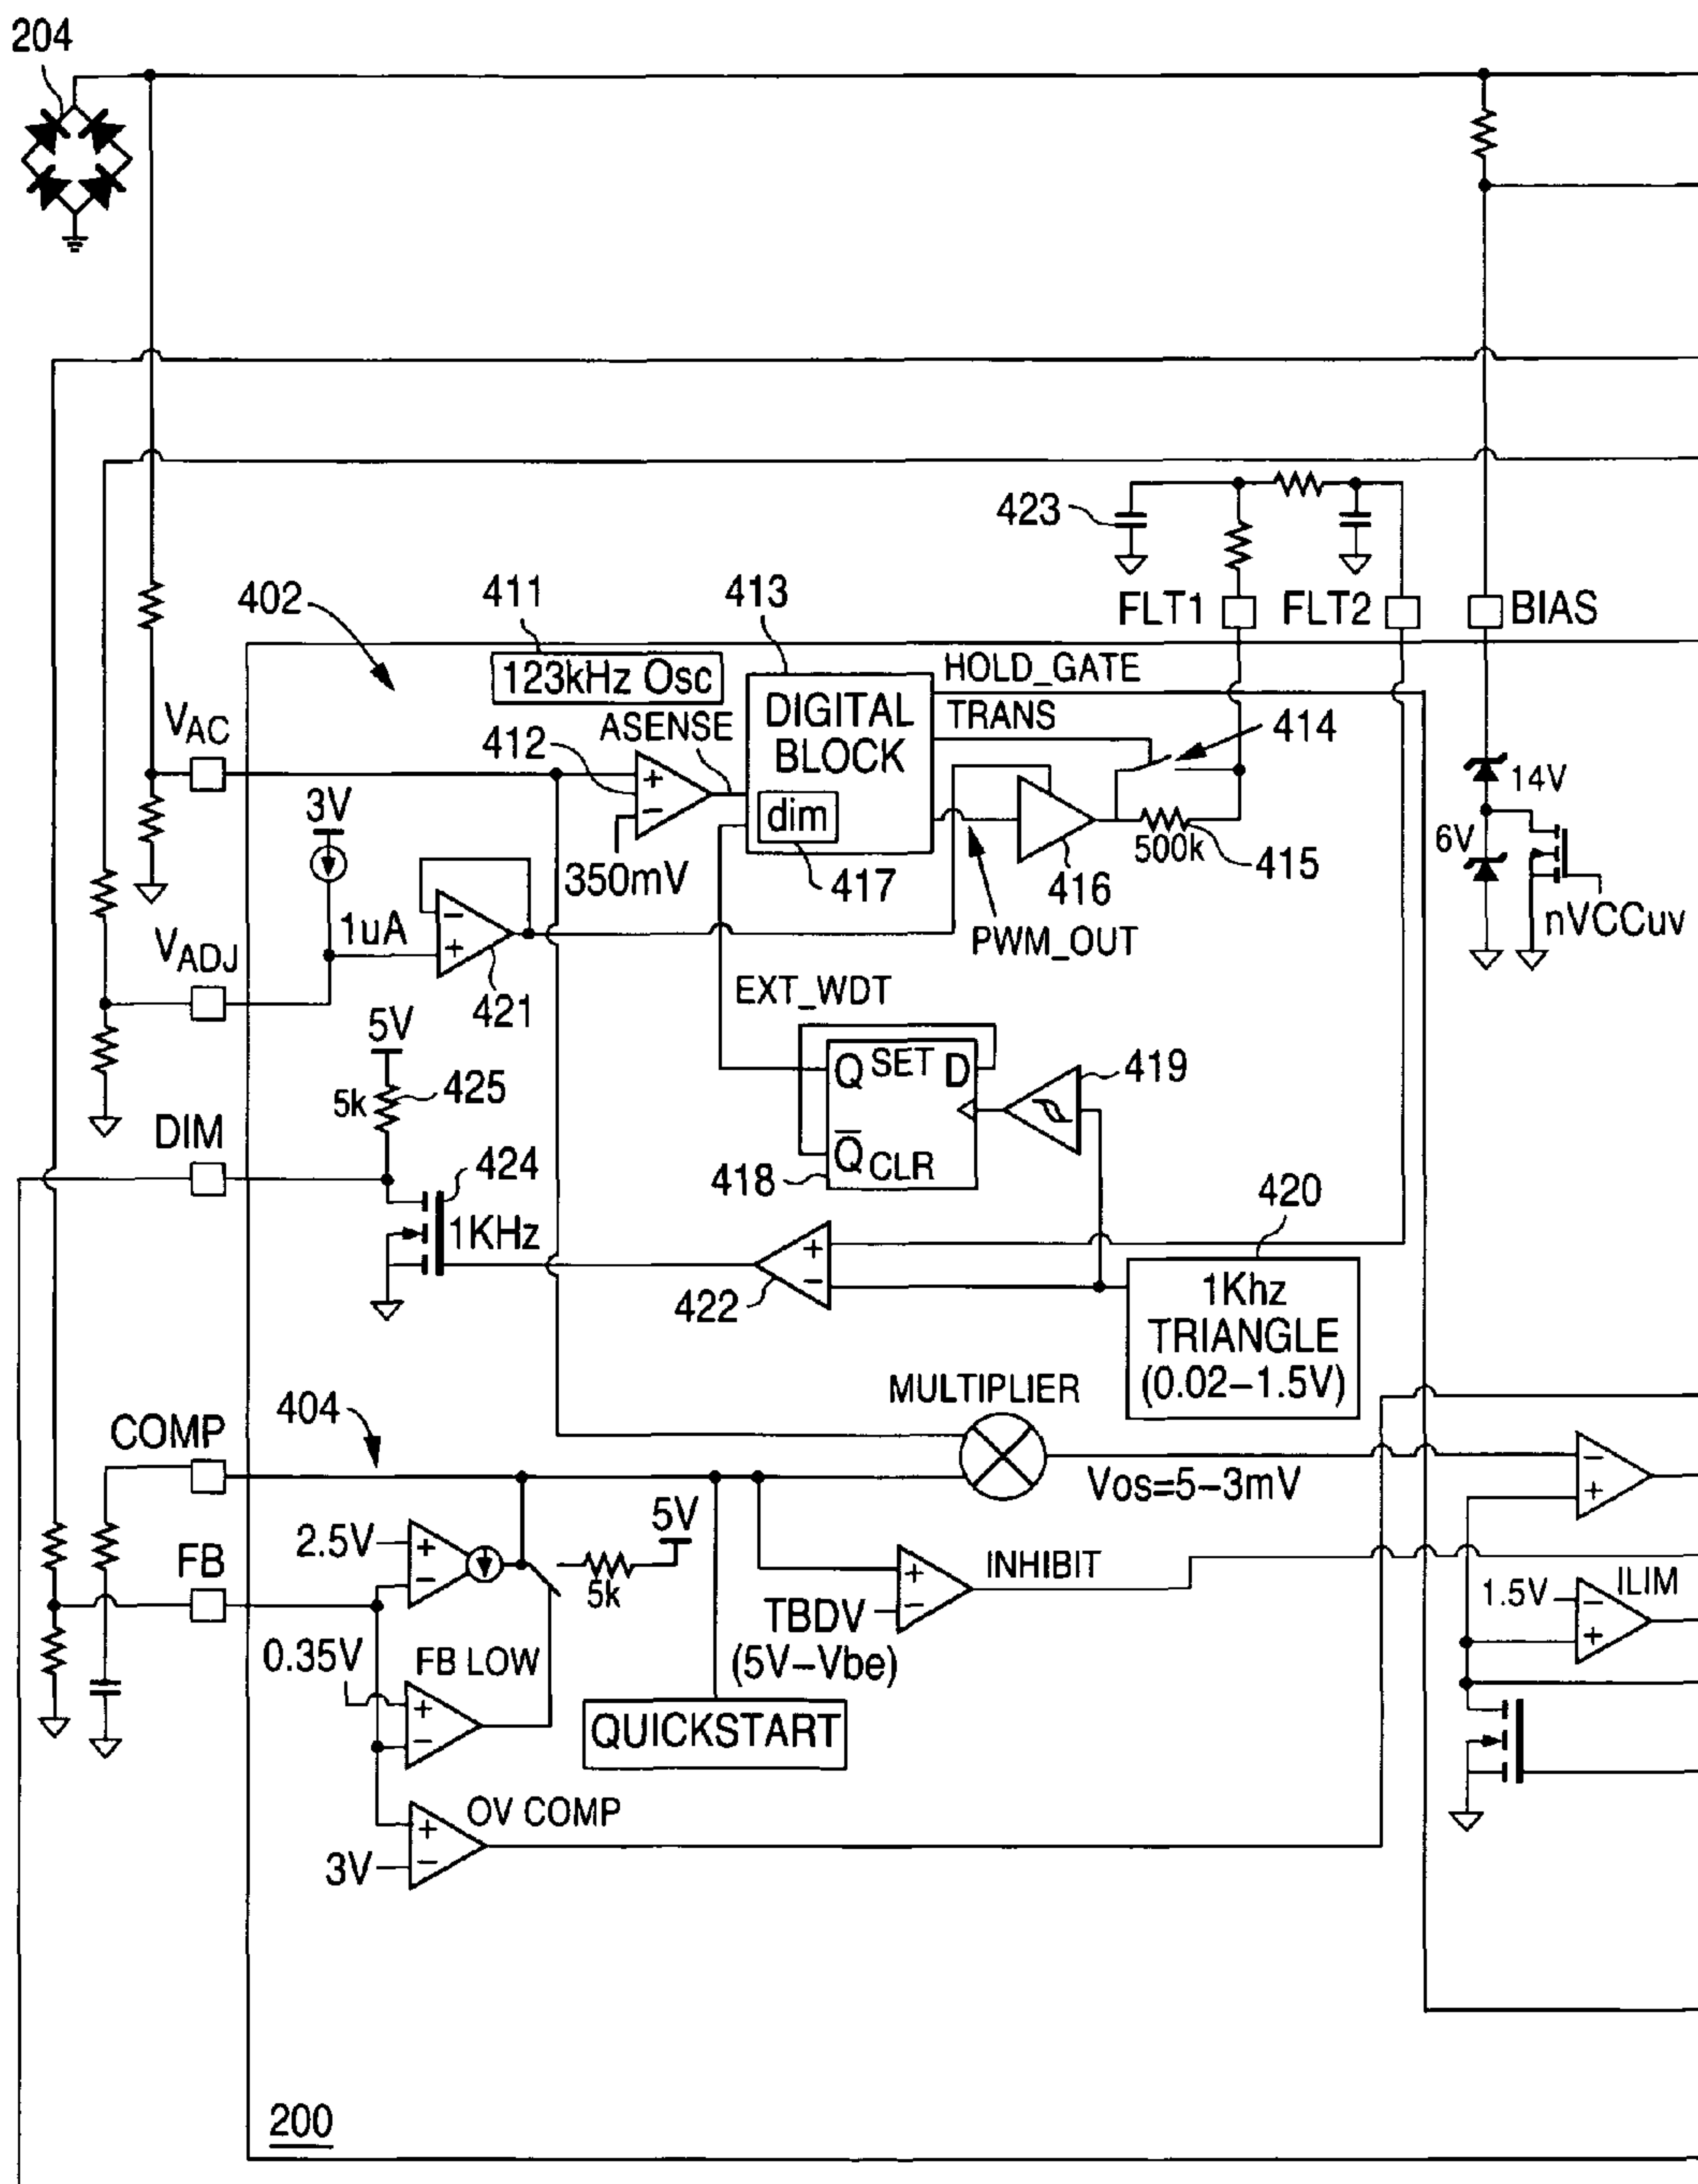 204
423
FLT1
FLT2
BIAS
402
411
123kHz Osc
413
HOLD_GATE
TRANS
DIGITAL
BLOCK
dim
414
ASENSE
412
+
−
350mV
VAC
417
416
500k
415
PWM_OUT
14V
6V
nVCCuv
3V
1uA
−
+
421
VADJ
EXT_WDT
5V
5k
425
DIM
424
1KHz
Q SET D
Q̅ CLR
418
419
420
1Khz
TRIANGLE
(0.02–1.5V)
+
−
422
MULTIPLIER
Vos=5–3mV
COMP
404
FB
2.5V
+
−
5V
5k
INHIBIT
+
−
TBDV
(5V–Vbe)
−
+
1.5V
ILIM
−
+
0.35V
FB LOW
+
−
QUICKSTART
OV COMP
+
−
3V
200